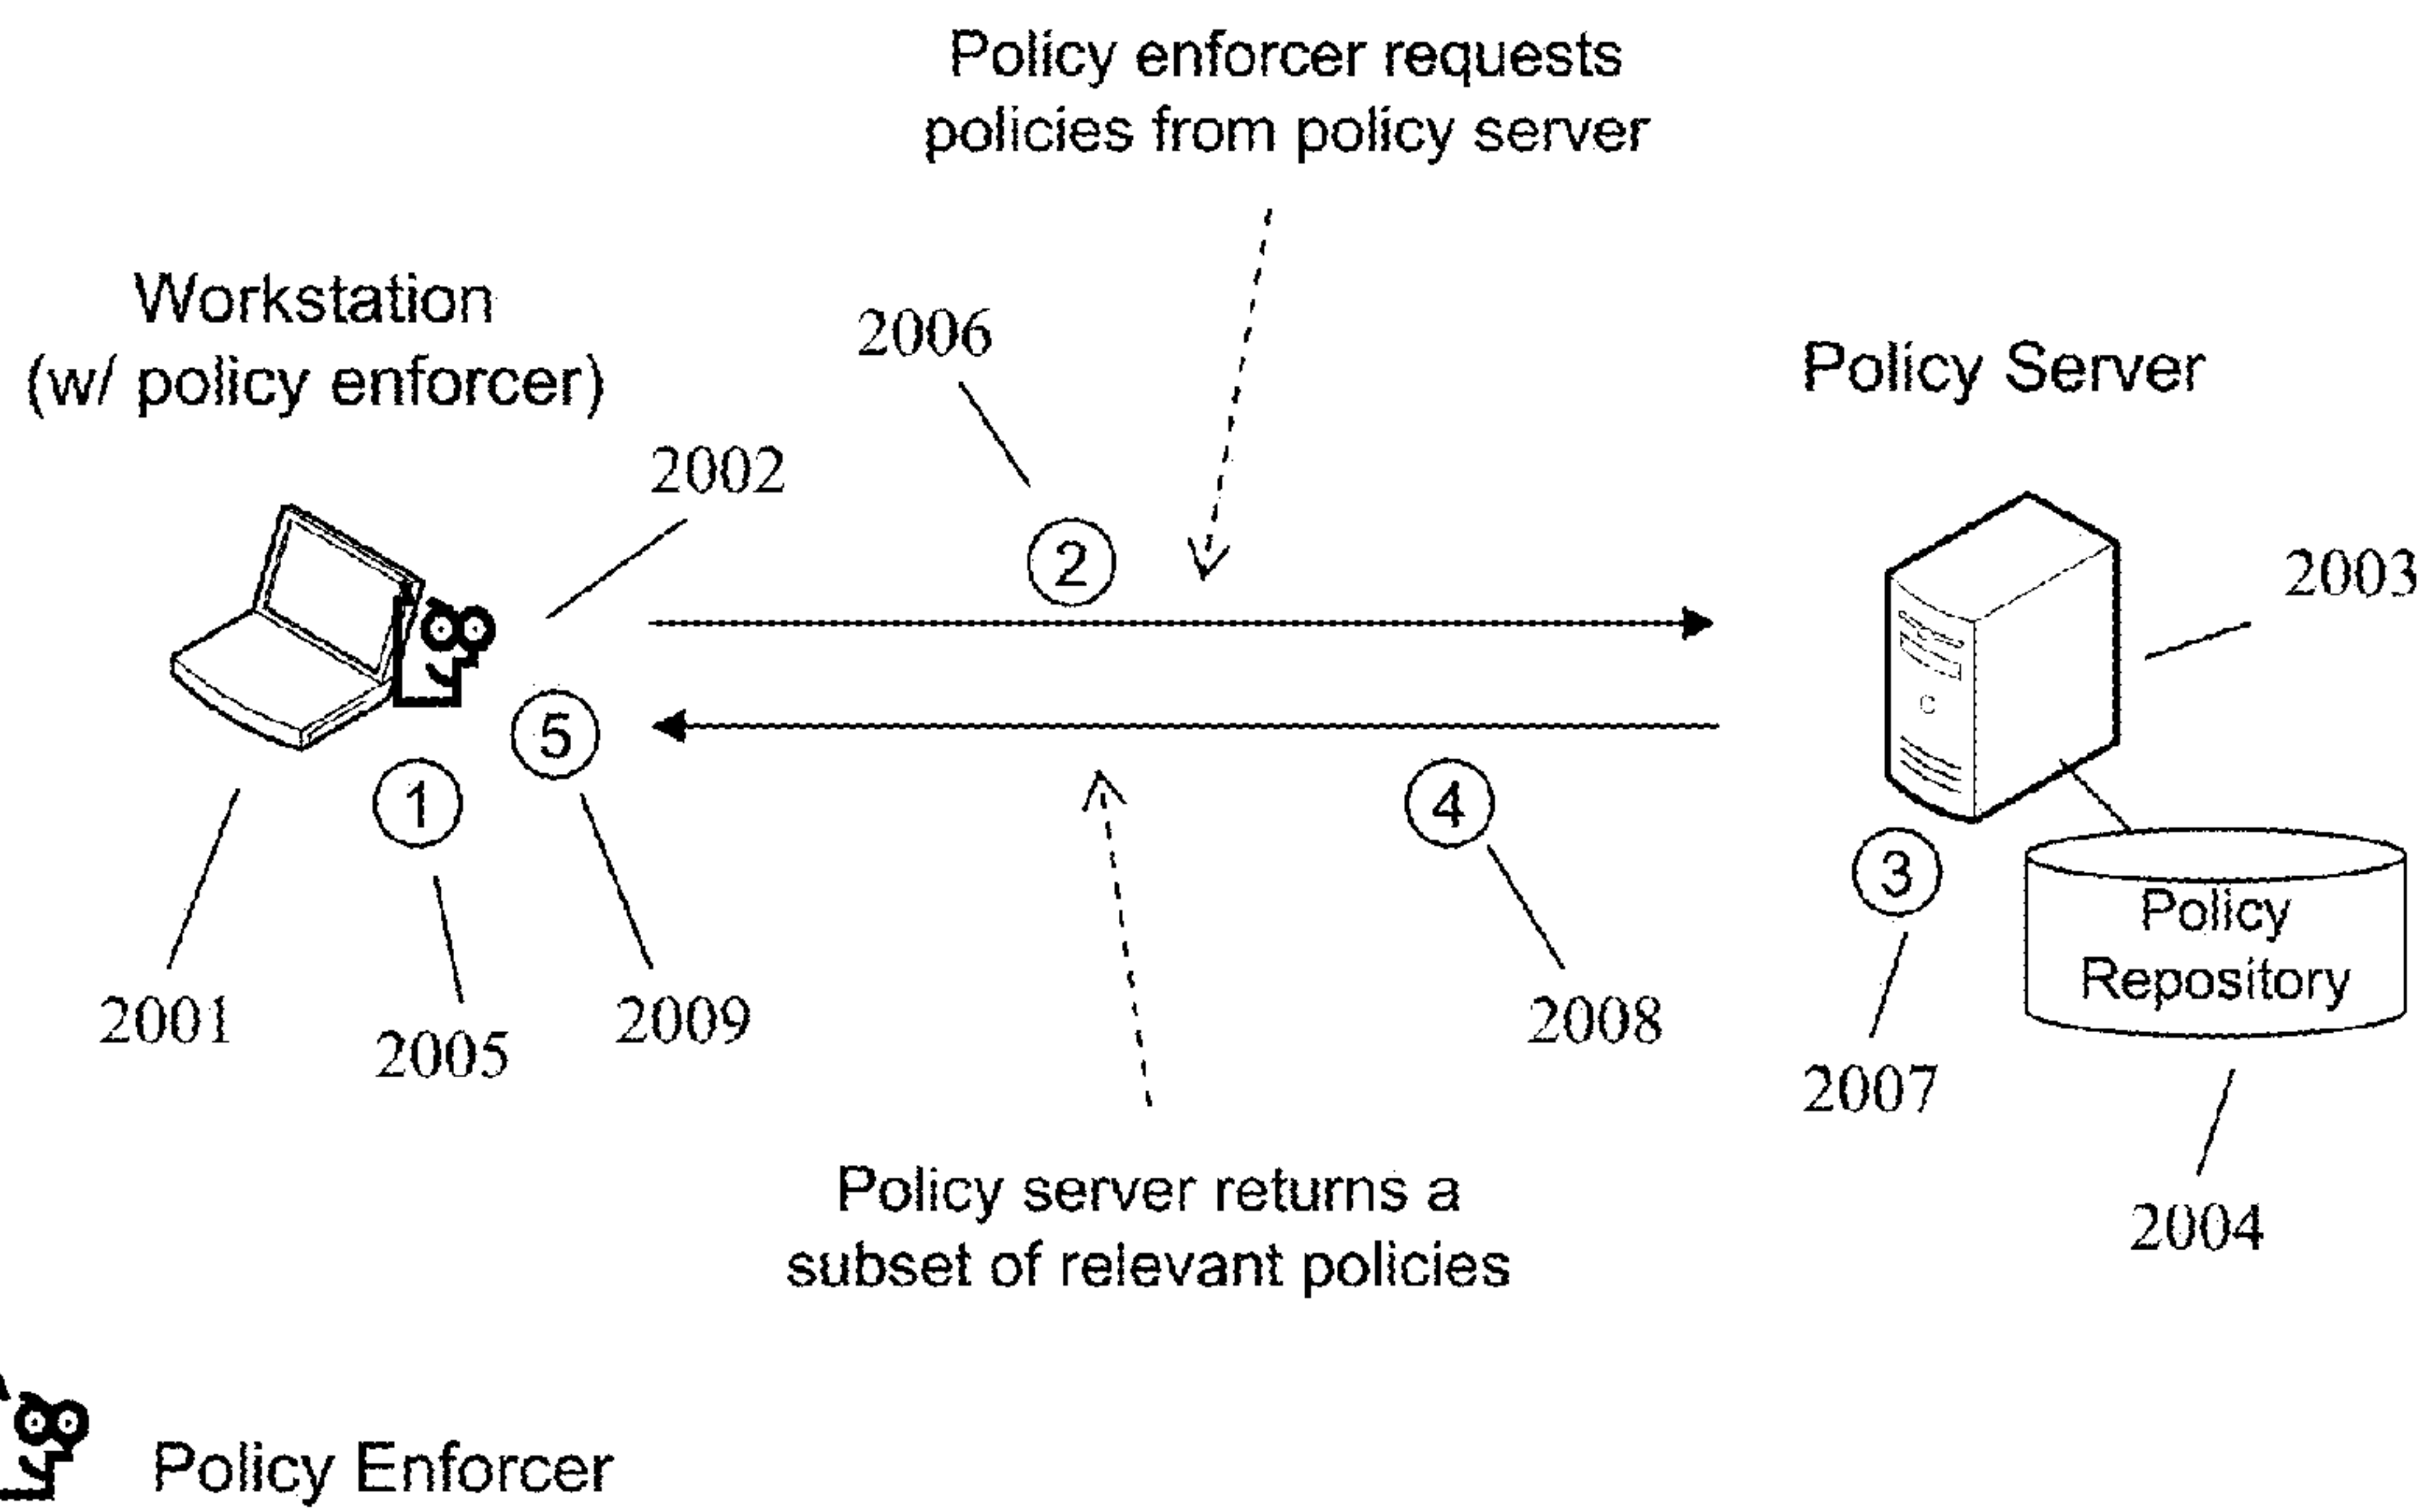 Policy enforcer requests
policies from policy server
Workstation
(w/ policy enforcer)
2006
Policy Server
2002
2
2003
5
1
4
3
Policy
Repository
2001
2005
2009
2008
2007
2004
Policy server returns a
subset of relevant policies
Policy Enforcer